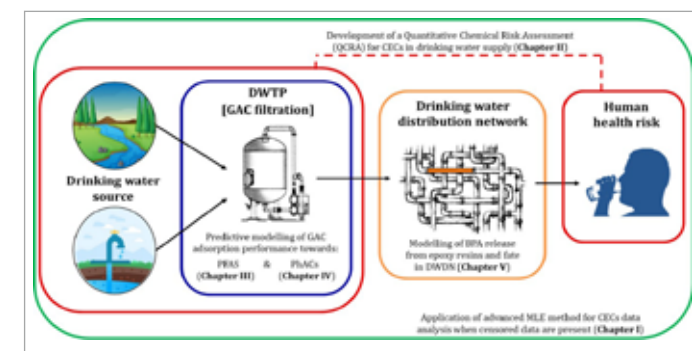 Development of a Quantitative Chemical Risk Assessment
(QCRA) for CECs in drinking water supply (Chapter II)
DWTP
[GAC filtration]
Drinking water
distribution network
Human
health risk
Drinking water
source
Predictive modelling of GAC
adsorption performance towards:
PFAS & PhACs
(Chapter III) (Chapter IV)
Modelling of BPA release
from epoxy resins and fate
in DWDN (Chapter V)
Application of advanced MLE method for CECs data
analysis when censored data are present (Chapter I)